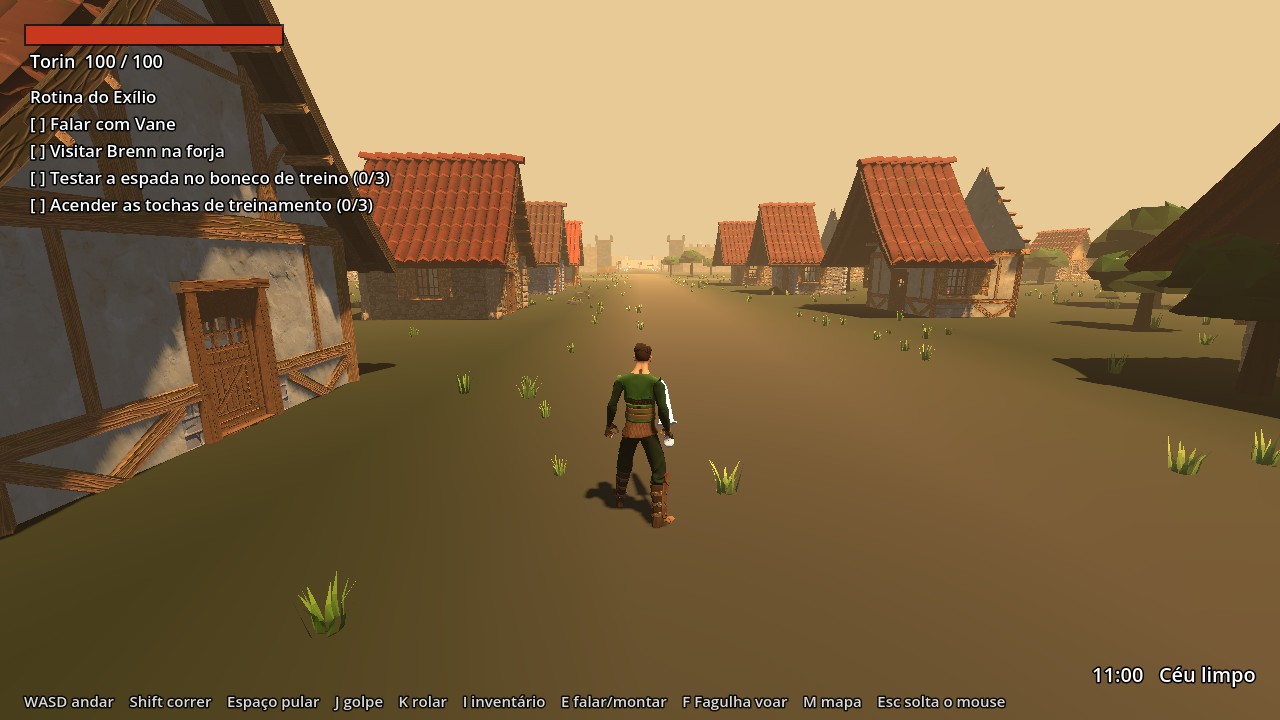 Torin 100 / 100
Rotina do Exílio
[ ] Falar com Vane
[ ] Visitar Brenn na forja
[ ] Testar a espada no boneco de treino (0/3)
[ ] Acender as tochas de treinamento (0/3)
11:00 Céu limpo
WASD andar Shift correr Espaço pular J golpe K rolar I inventário E falar/montar F Fagulha voar M mapa Esc solta o mouse